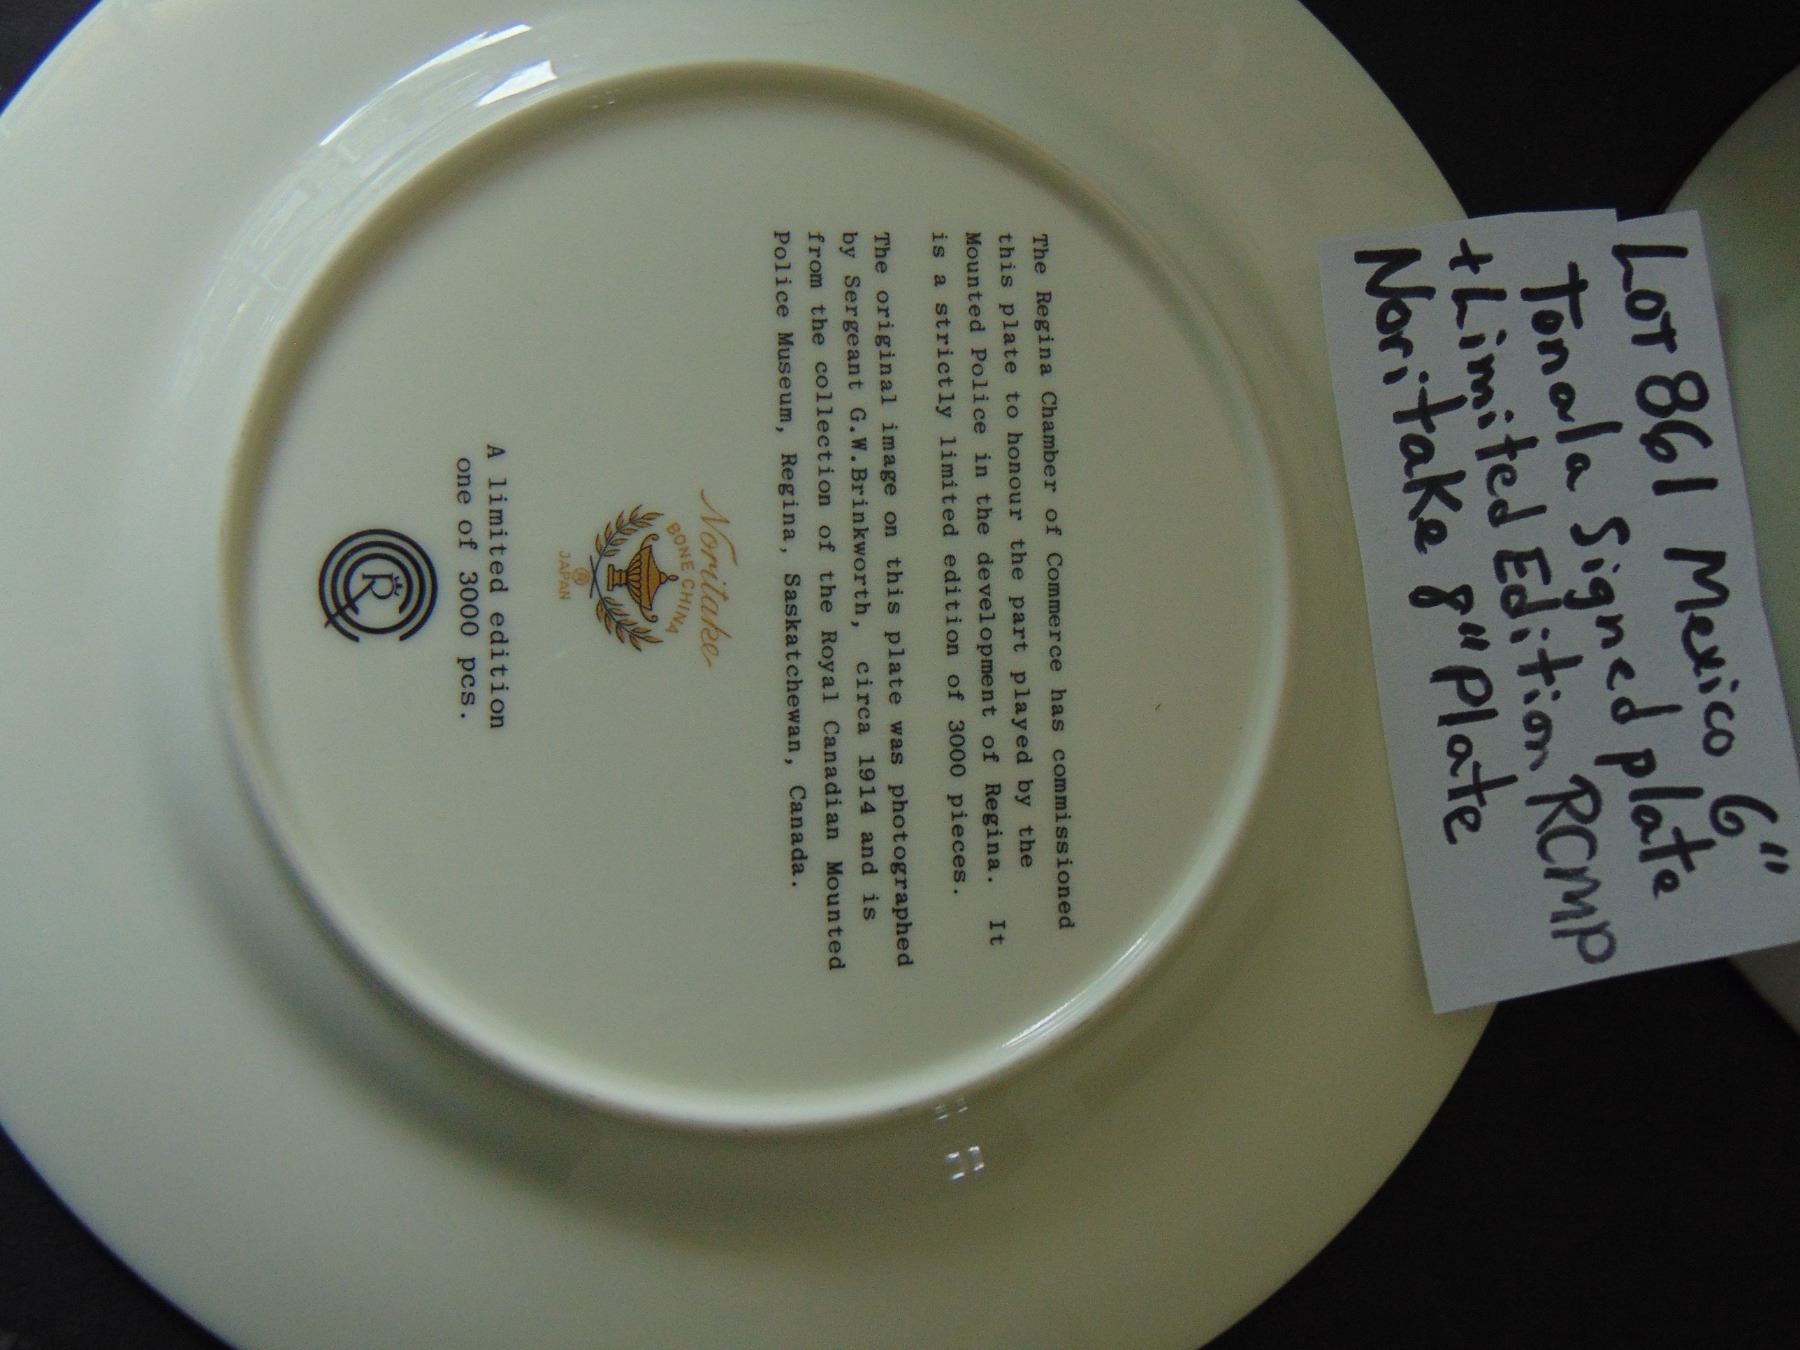 Lot 861 Mexico 6"
Tonala Signed plate
+ Limited Edition RCMP
Noritake 8" Plate
The Regina Chamber of Commerce has commissioned
this plate to honour the part played by the
Mounted Police in the development of Regina. It
is a strictly limited edition of 3000 pieces.
The original image on this plate was photographed
by Sergeant G.W.Brinkworth, circa 1914 and is
from the collection of the Royal Canadian Mounted
Police Museum, Regina, Saskatchewan, Canada.
Noritake
BONE CHINA
®
JAPAN
A limited edition
one of 3000 pcs.
R